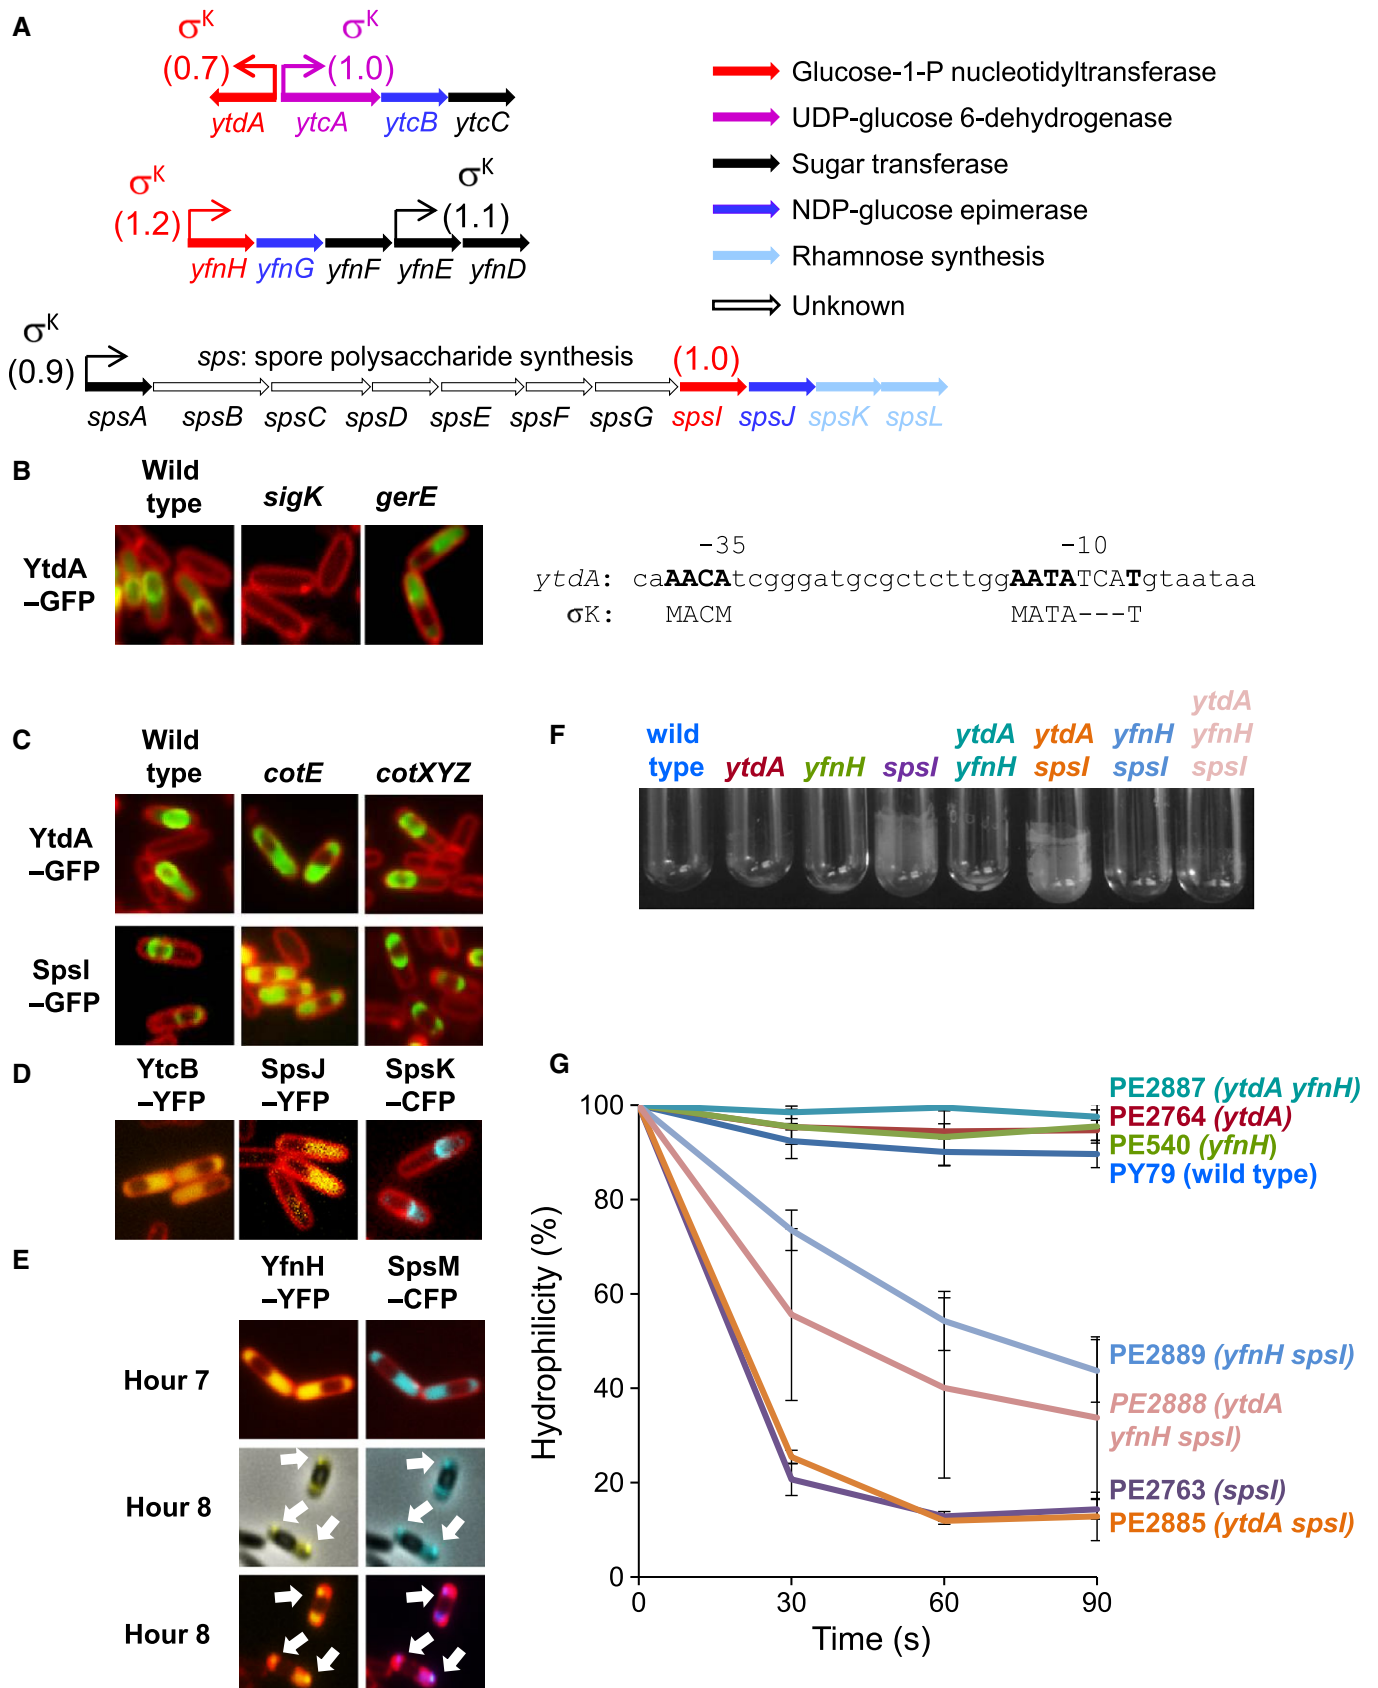 A
σK
(0.7)
σK
(1.0)
ytdA
ytcA
ytcB
ytcC
σK
(1.2)
σK
(1.1)
yfnH
yfnG
yfnF
yfnE
yfnD
σK
(0.9)
sps: spore polysaccharide synthesis
(1.0)
spsA
spsB
spsC
spsD
spsE
spsF
spsG
spsI
spsJ
spsK
spsL
Glucose-1-P nucleotidyltransferase
UDP-glucose 6-dehydrogenase
Sugar transferase
NDP-glucose epimerase
Rhamnose synthesis
Unknown
B
Wild
type
sigK
gerE
YtdA
–GFP
-35
-10
ytdA: caAACAtcgggatgcgctcttggAATATCATgtaataa
σK: MACM MATA---T
C
Wild
type
cotE
cotXYZ
YtdA
–GFP
SpsI
–GFP
D
YtcB
–YFP
SpsJ
–YFP
SpsK
–CFP
E
YfnH
–YFP
SpsM
–CFP
Hour 7
Hour 8
Hour 8
F
wild
type
ytdA
yfnH
spsI
ytdA
yfnH
ytdA
spsI
yfnH
spsI
ytdA
yfnH
spsI
G
100
80
60
40
20
0
0
30
60
90
Hydrophilicity (%)
Time (s)
PE2887 (ytdA yfnH)
PE2764 (ytdA)
PE540 (yfnH)
PY79 (wild type)
PE2889 (yfnH spsI)
PE2888 (ytdA
yfnH spsI)
PE2763 (spsI)
PE2885 (ytdA spsI)